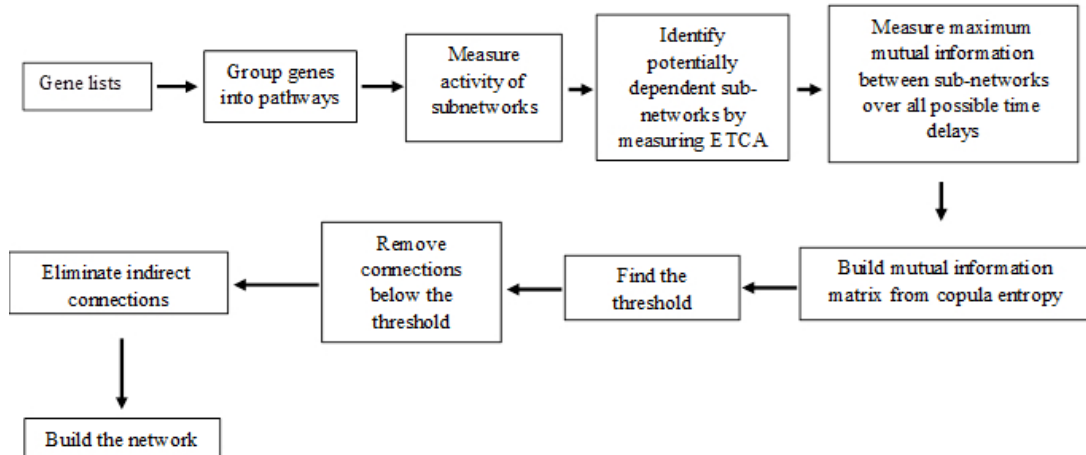 Gene lists
Group genes
into pathways
Measure
activity of
subnetworks
Identify
potentially
dependent sub-
networks by
measuring ETCA
Measure maximum
mutual information
between sub-networks
over all possible time
delays
Build mutual information
matrix from copula entropy
Find the
threshold
Remove
connections
below the
threshold
Eliminate indirect
connections
Build the network